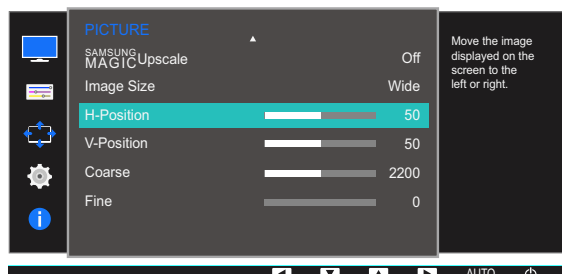 PICTURE
SAMSUNG
MAGIC Upscale Off
Image Size Wide
H-Position 50
V-Position 50
Coarse 2200
Fine 0
Move the image
displayed on the
screen to the
left or right.
AUTO